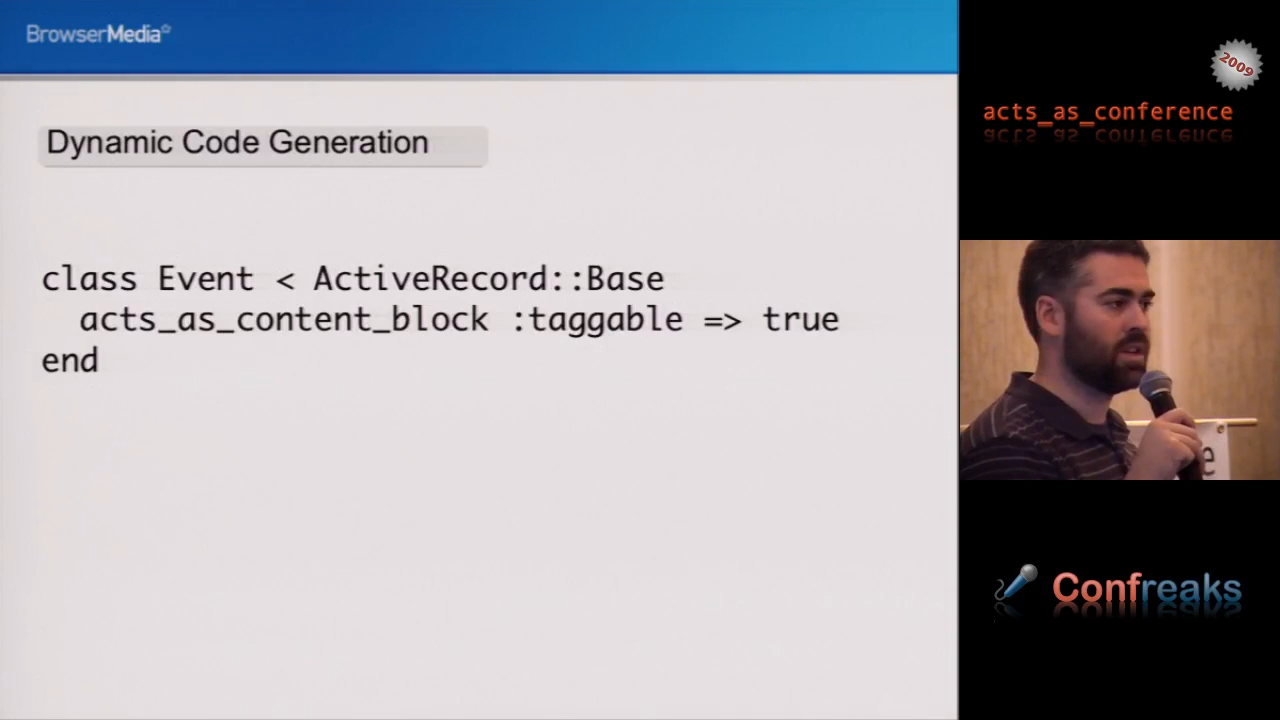 BrowserMedia
Dynamic Code Generation
class Event < ActiveRecord::Base
  acts_as_content_block :taggable => true
end
2009
acts_as_conference
e
Confreaks